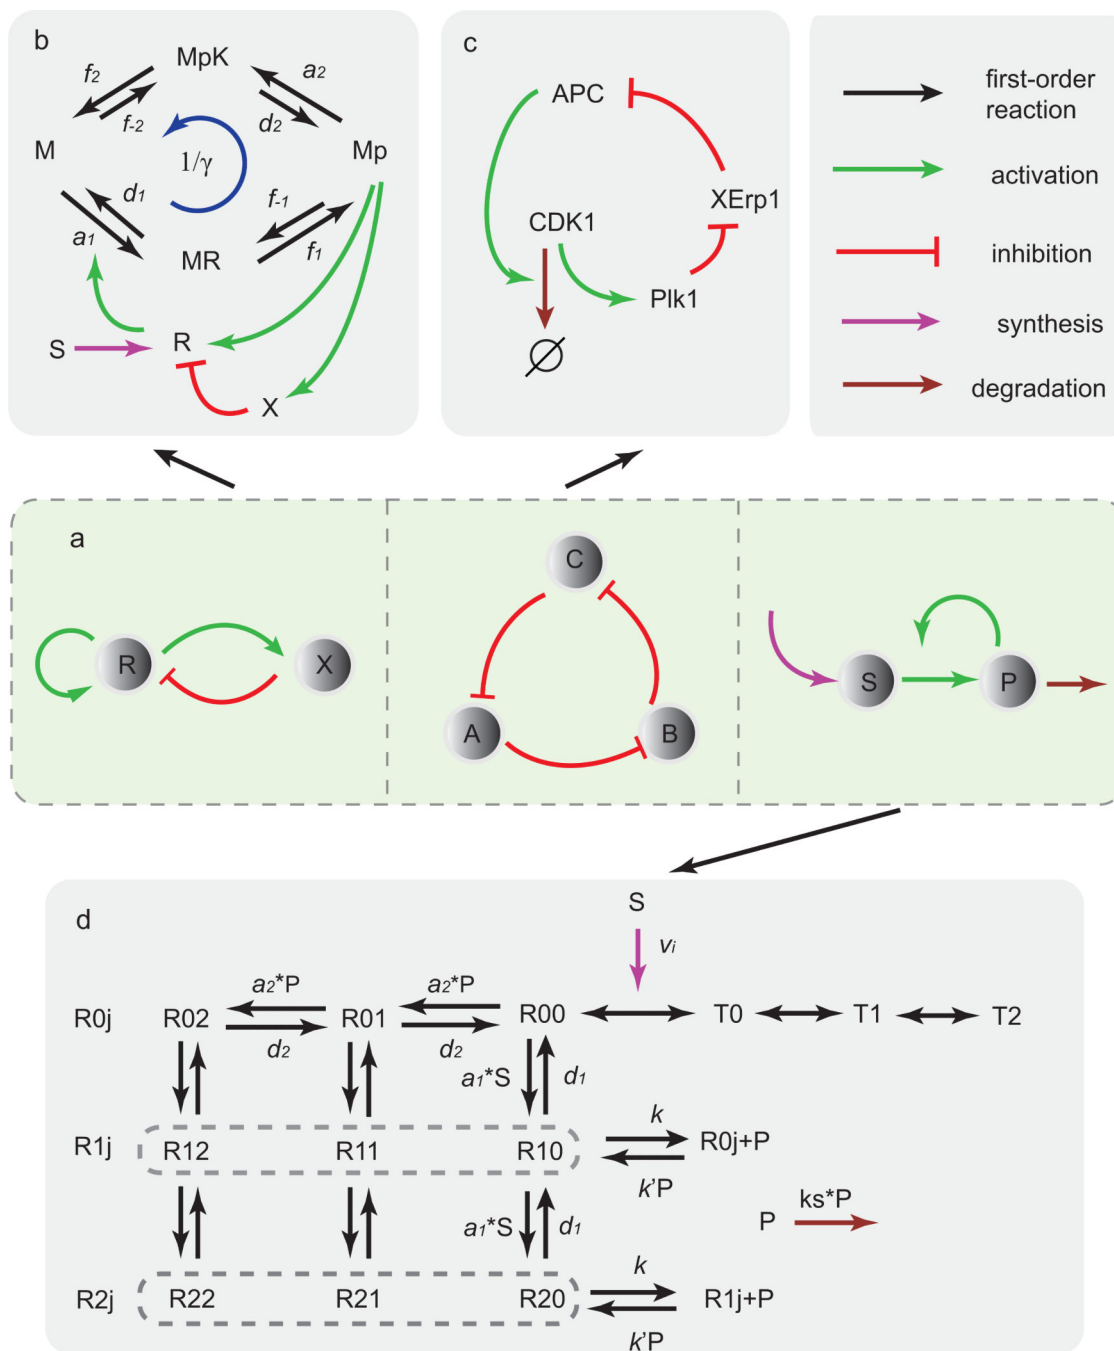 b
MpK
f2
a2
f-2
d2
M
1/γ
Mp
d1
f-1
a1
MR
f1
S
R
X
c
APC
XErp1
CDK1
Plk1
∅
first-order
reaction
activation
inhibition
synthesis
degradation
a
R
X
C
A
B
S
P
d
S
vi
a2*P
a2*P
R0j
R02
R01
R00
T0
T1
T2
d2
d2
a1*S
d1
k
R1j
R12
R11
R10
R0j+P
k'P
ks*P
P
a1*S
d1
k
R2j
R22
R21
R20
R1j+P
k'P